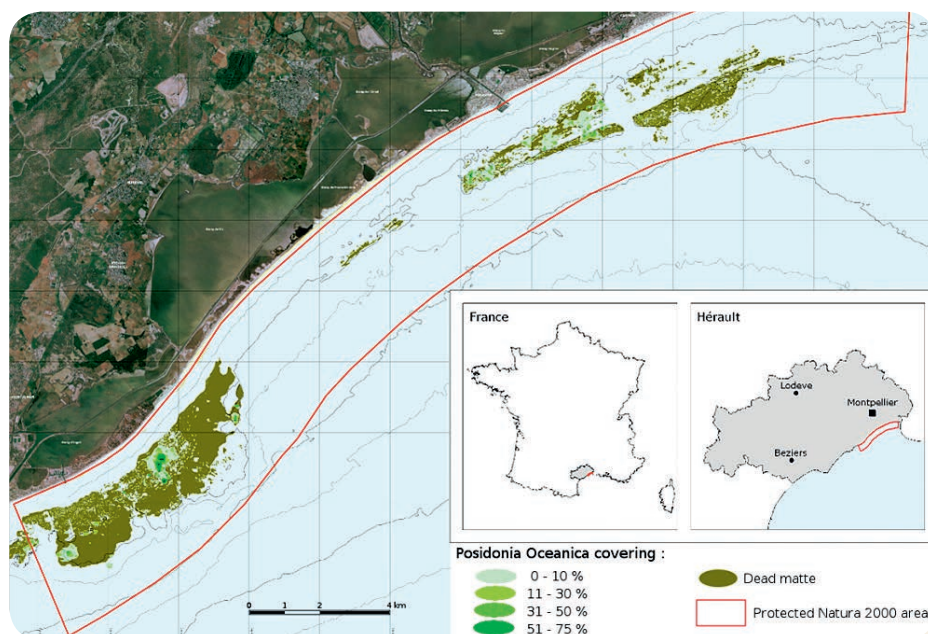 France
Hérault
Lodeve
Montpellier
Beziers
0 1 2 4 km
Posidonia Oceanica covering :
0 - 10 %
11 - 30 %
31 - 50 %
51 - 75 %
Dead matte
Protected Natura 2000 area